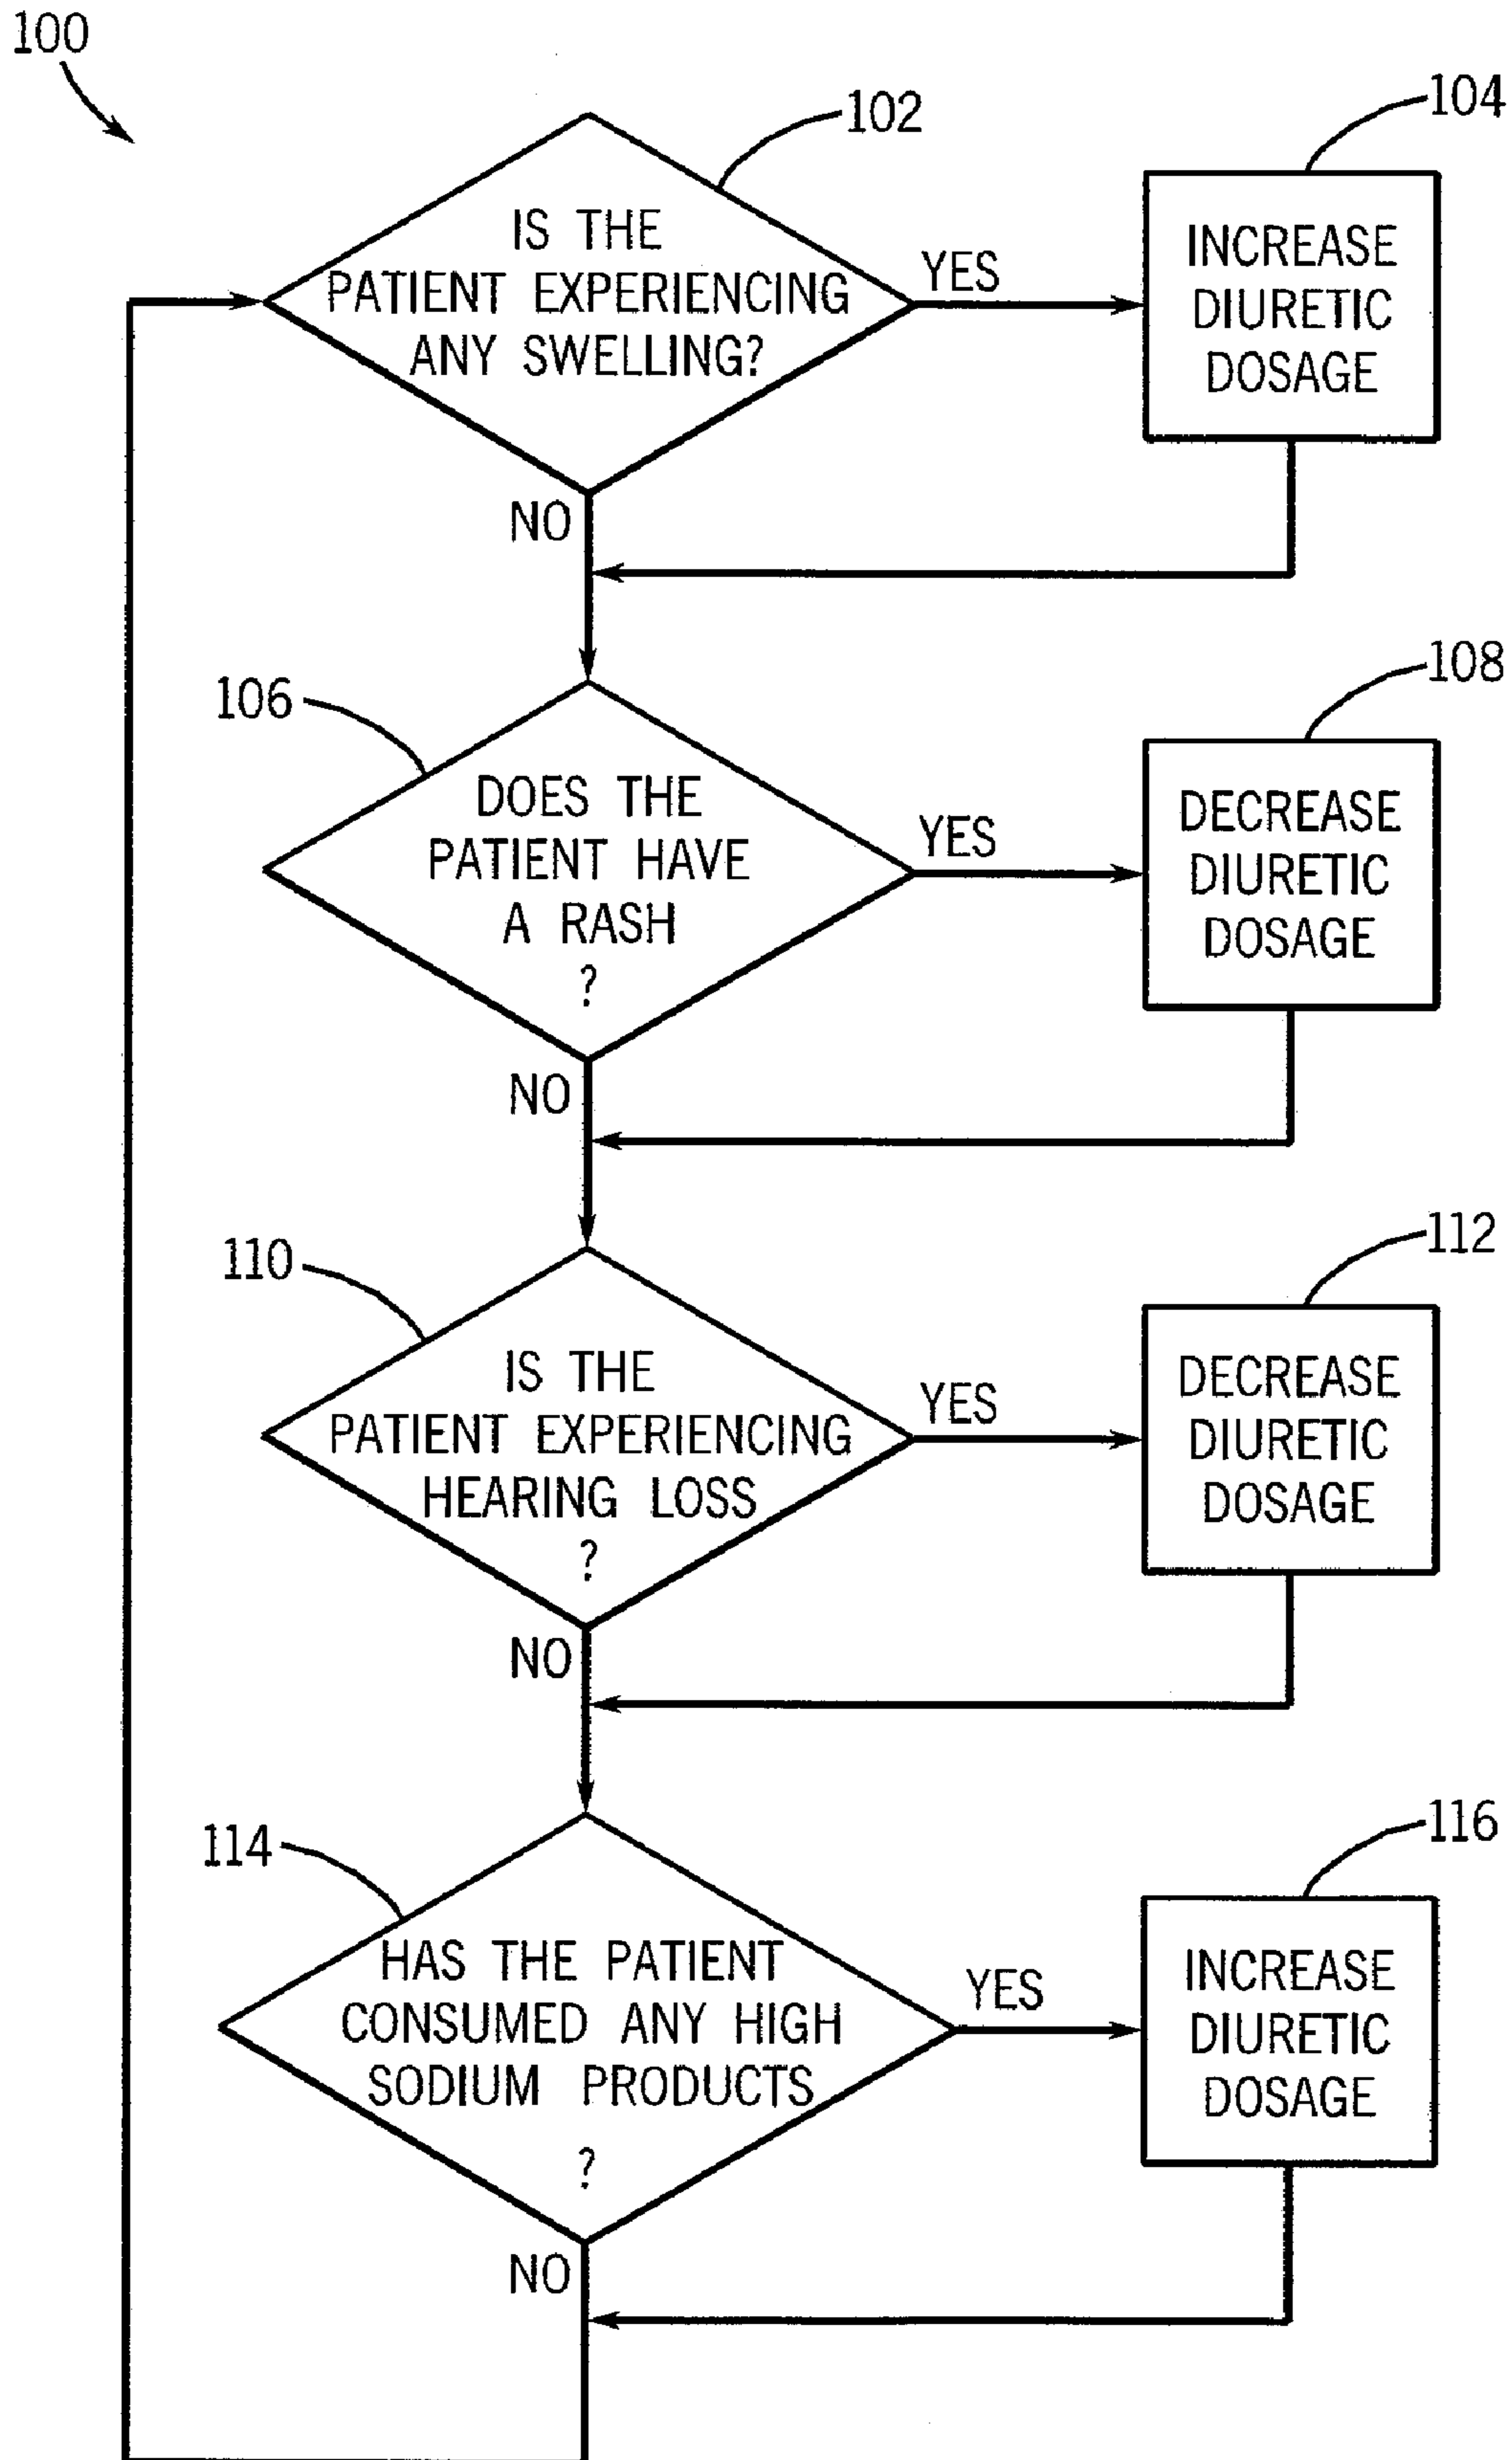 100
102
104
IS THE
PATIENT EXPERIENCING
ANY SWELLING?
YES
INCREASE
DIURETIC
DOSAGE
NO
106
108
DOES THE
PATIENT HAVE
A RASH
?
YES
DECREASE
DIURETIC
DOSAGE
NO
110
112
IS THE
PATIENT EXPERIENCING
HEARING LOSS
?
YES
DECREASE
DIURETIC
DOSAGE
NO
114
116
HAS THE PATIENT
CONSUMED ANY HIGH
SODIUM PRODUCTS
?
YES
INCREASE
DIURETIC
DOSAGE
NO